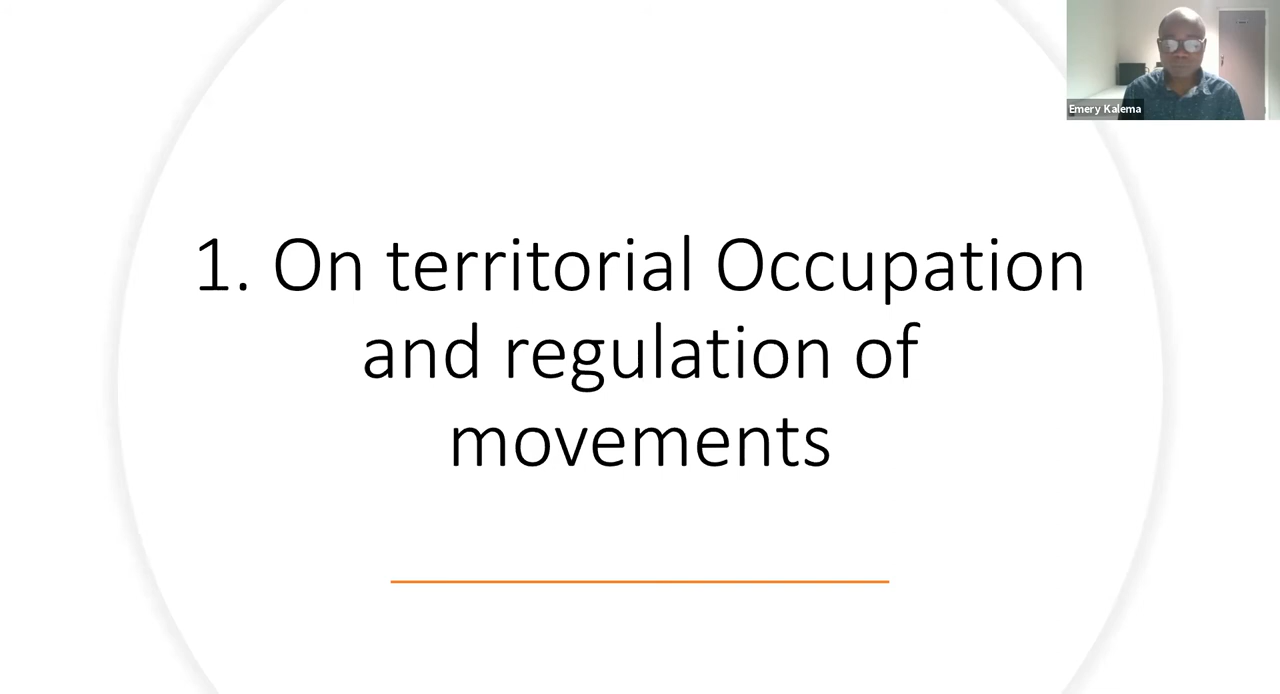 Emery Kalema
1. On territorial Occupation
and regulation of
movements